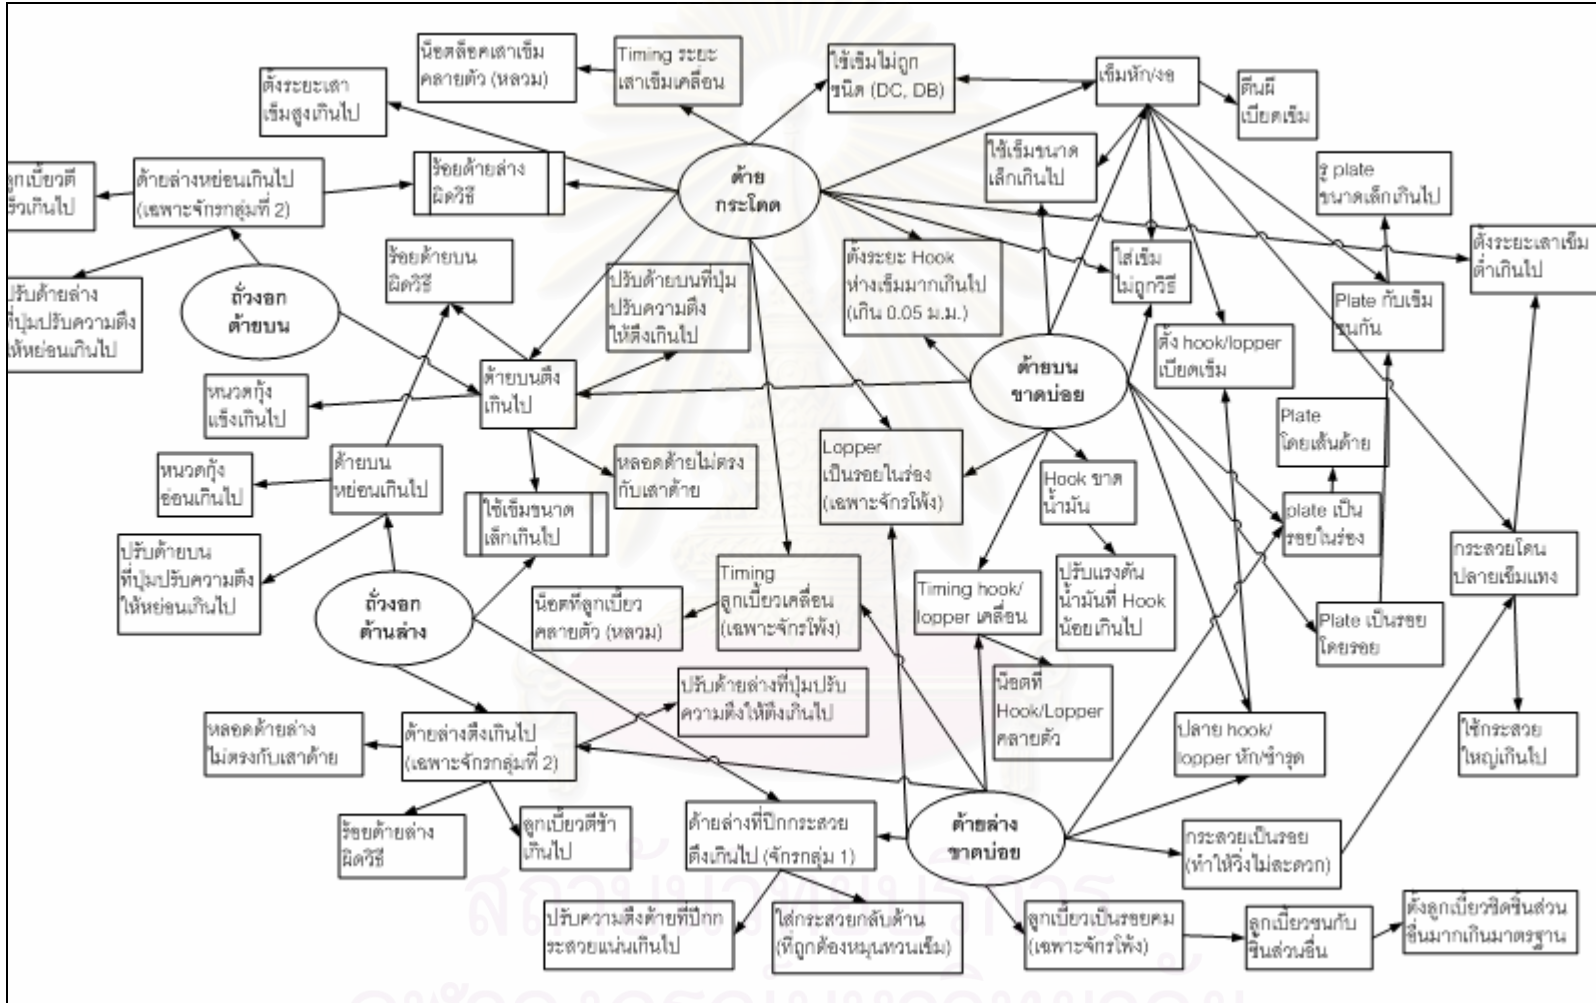 น๊อตล็อคเสาเข็ม
คลายตัว (หลวม)
Timing ระยะ
เสาเข็มเคลื่อน
ใช้เข็มไม่ถูก
ชนิด (DC, DB)
เข็มหัก/งอ
ตีนผี
เบียดเข็ม
ตั้งระยะเสา
เข็มสูงเกินไป
ลูกเบี้ยวตี
เร็วเกินไป
ด้ายล่างหย่อนเกินไป
(เฉพาะจักรกลุ่มที่ 2)
ร้อยด้ายล่าง
ผิดวิธี
ด้าย
กระโดด
ใช้เข็มขนาด
เล็กเกินไป
รู plate
ขนาดเล็กเกินไป
ร้อยด้ายบน
ผิดวิธี
ตั้งระยะ Hook
ห่างเข็มมากเกินไป
(เกิน 0.05 ม.ม.)
ใส่เข็ม
ไม่ถูกวิธี
ตั้งระยะเสาเข็ม
ต่ำเกินไป
ปรับด้ายล่าง
ที่ปุ่มปรับความตึง
ให้หย่อนเกินไป
ถั่วงอก
ด้ายบน
ปรับด้ายบนที่ปุ่ม
ปรับความตึง
ให้ตึงเกินไป
Plate กับเข็ม
ชนกัน
ตั้ง hook/lopper
เบียดเข็ม
ด้ายบน
ขาดบ่อย
ด้ายบนตึง
เกินไป
หนวดกุ้ง
แข็งเกินไป
Plate
โดยเส้นด้าย
หนวดกุ้ง
อ่อนเกินไป
ด้ายบน
หย่อนเกินไป
หลอดด้ายไม่ตรง
กับเสาด้าย
Lopper
เป็นรอยในร่อง
(เฉพาะจักรโพ้ง)
Hook ขาด
น้ำมัน
ใช้เข็มขนาด
เล็กเกินไป
plate เป็น
รอยในร่อง
ปรับด้ายบน
ที่ปุ่มปรับความตึง
ให้หย่อนเกินไป
กระสวยโดน
ปลายเข็มแทง
ถั่วงอก
ด้านล่าง
น๊อตที่ลูกเบี้ยว
คลายตัว (หลวม)
Timing
ลูกเบี้ยวเคลื่อน
(เฉพาะจักรโพ้ง)
Timing hook/
lopper เคลื่อน
ปรับแรงดัน
น้ำมันที่ Hook
น้อยเกินไป
Plate เป็นรอย
โดยรอย
ปรับด้ายล่างที่ปุ่มปรับ
ความตึงให้ตึงเกินไป
น๊อตที่
Hook/Lopper
คลายตัว
หลอดด้ายล่าง
ไม่ตรงกับเสาด้าย
ด้ายล่างตึงเกินไป
(เฉพาะจักรกลุ่มที่ 2)
ปลาย hook/
lopper หัก/ชำรุด
ใช้กระสวย
ใหญ่เกินไป
ร้อยด้ายล่าง
ผิดวิธี
ลูกเบี้ยวตีช้า
เกินไป
ด้ายล่างที่ปีกกระสวย
ตึงเกินไป (จักรกลุ่ม 1)
ด้ายล่าง
ขาดบ่อย
กระสวยเป็นรอย
(ทำให้วิ่งไม่สะดวก)
ปรับความตึงด้ายที่ปีกก
ระสวยแน่นเกินไป
ใส่กระสวยกลับด้าน
(ที่ถูกต้องหมุนทวนเข็ม)
ลูกเบี้ยวเป็นรอยคม
(เฉพาะจักรโพ้ง)
ลูกเบี้ยวชนกับ
ชิ้นส่วนอื่น
ตั้งลูกเบี้ยวชิดชิ้นส่วน
อื่นมากเกินมาตรฐาน
สถาบันวิทยบริการ
จุฬาลงกรณ์มหาวิทยาลัย